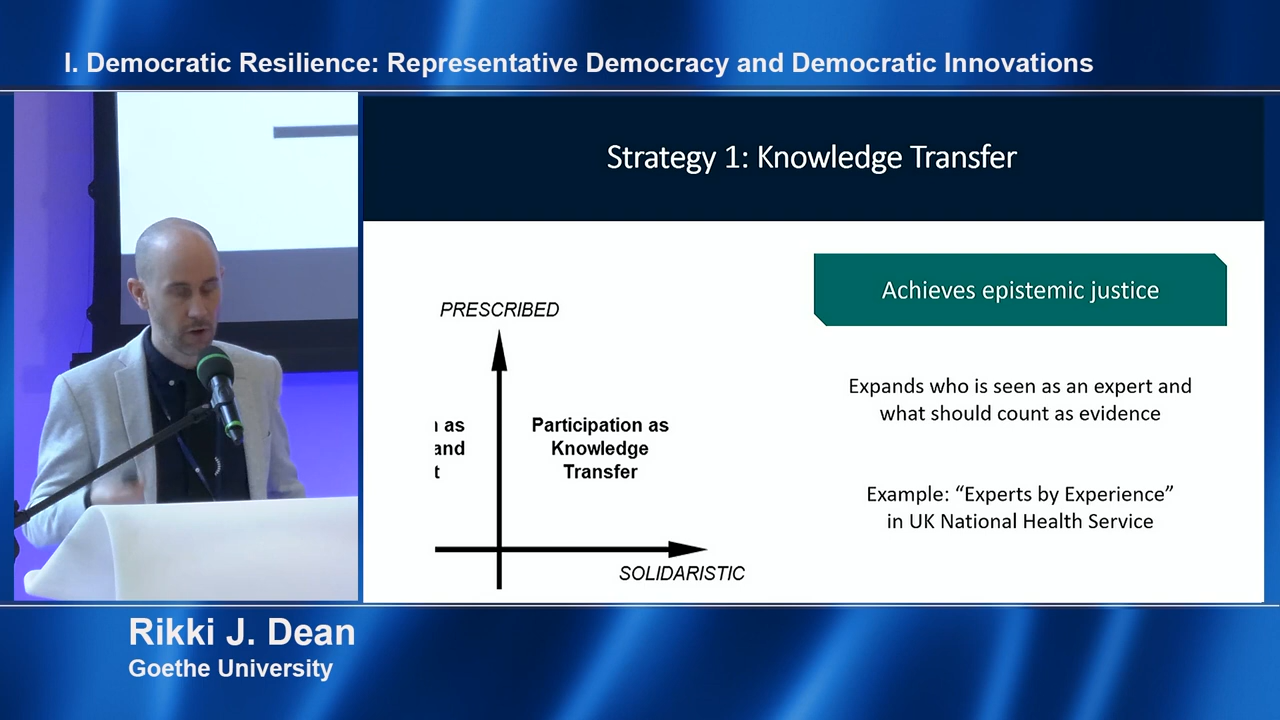 I. Democratic Resilience: Representative Democracy and Democratic Innovations
Strategy 1: Knowledge Transfer
PRESCRIBED
as
and
t
Participation as
Knowledge
Transfer
SOLIDARISTIC
Achieves epistemic justice
Expands who is seen as an expert and
what should count as evidence
Example: “Experts by Experience”
in UK National Health Service
Rikki J. Dean
Goethe University